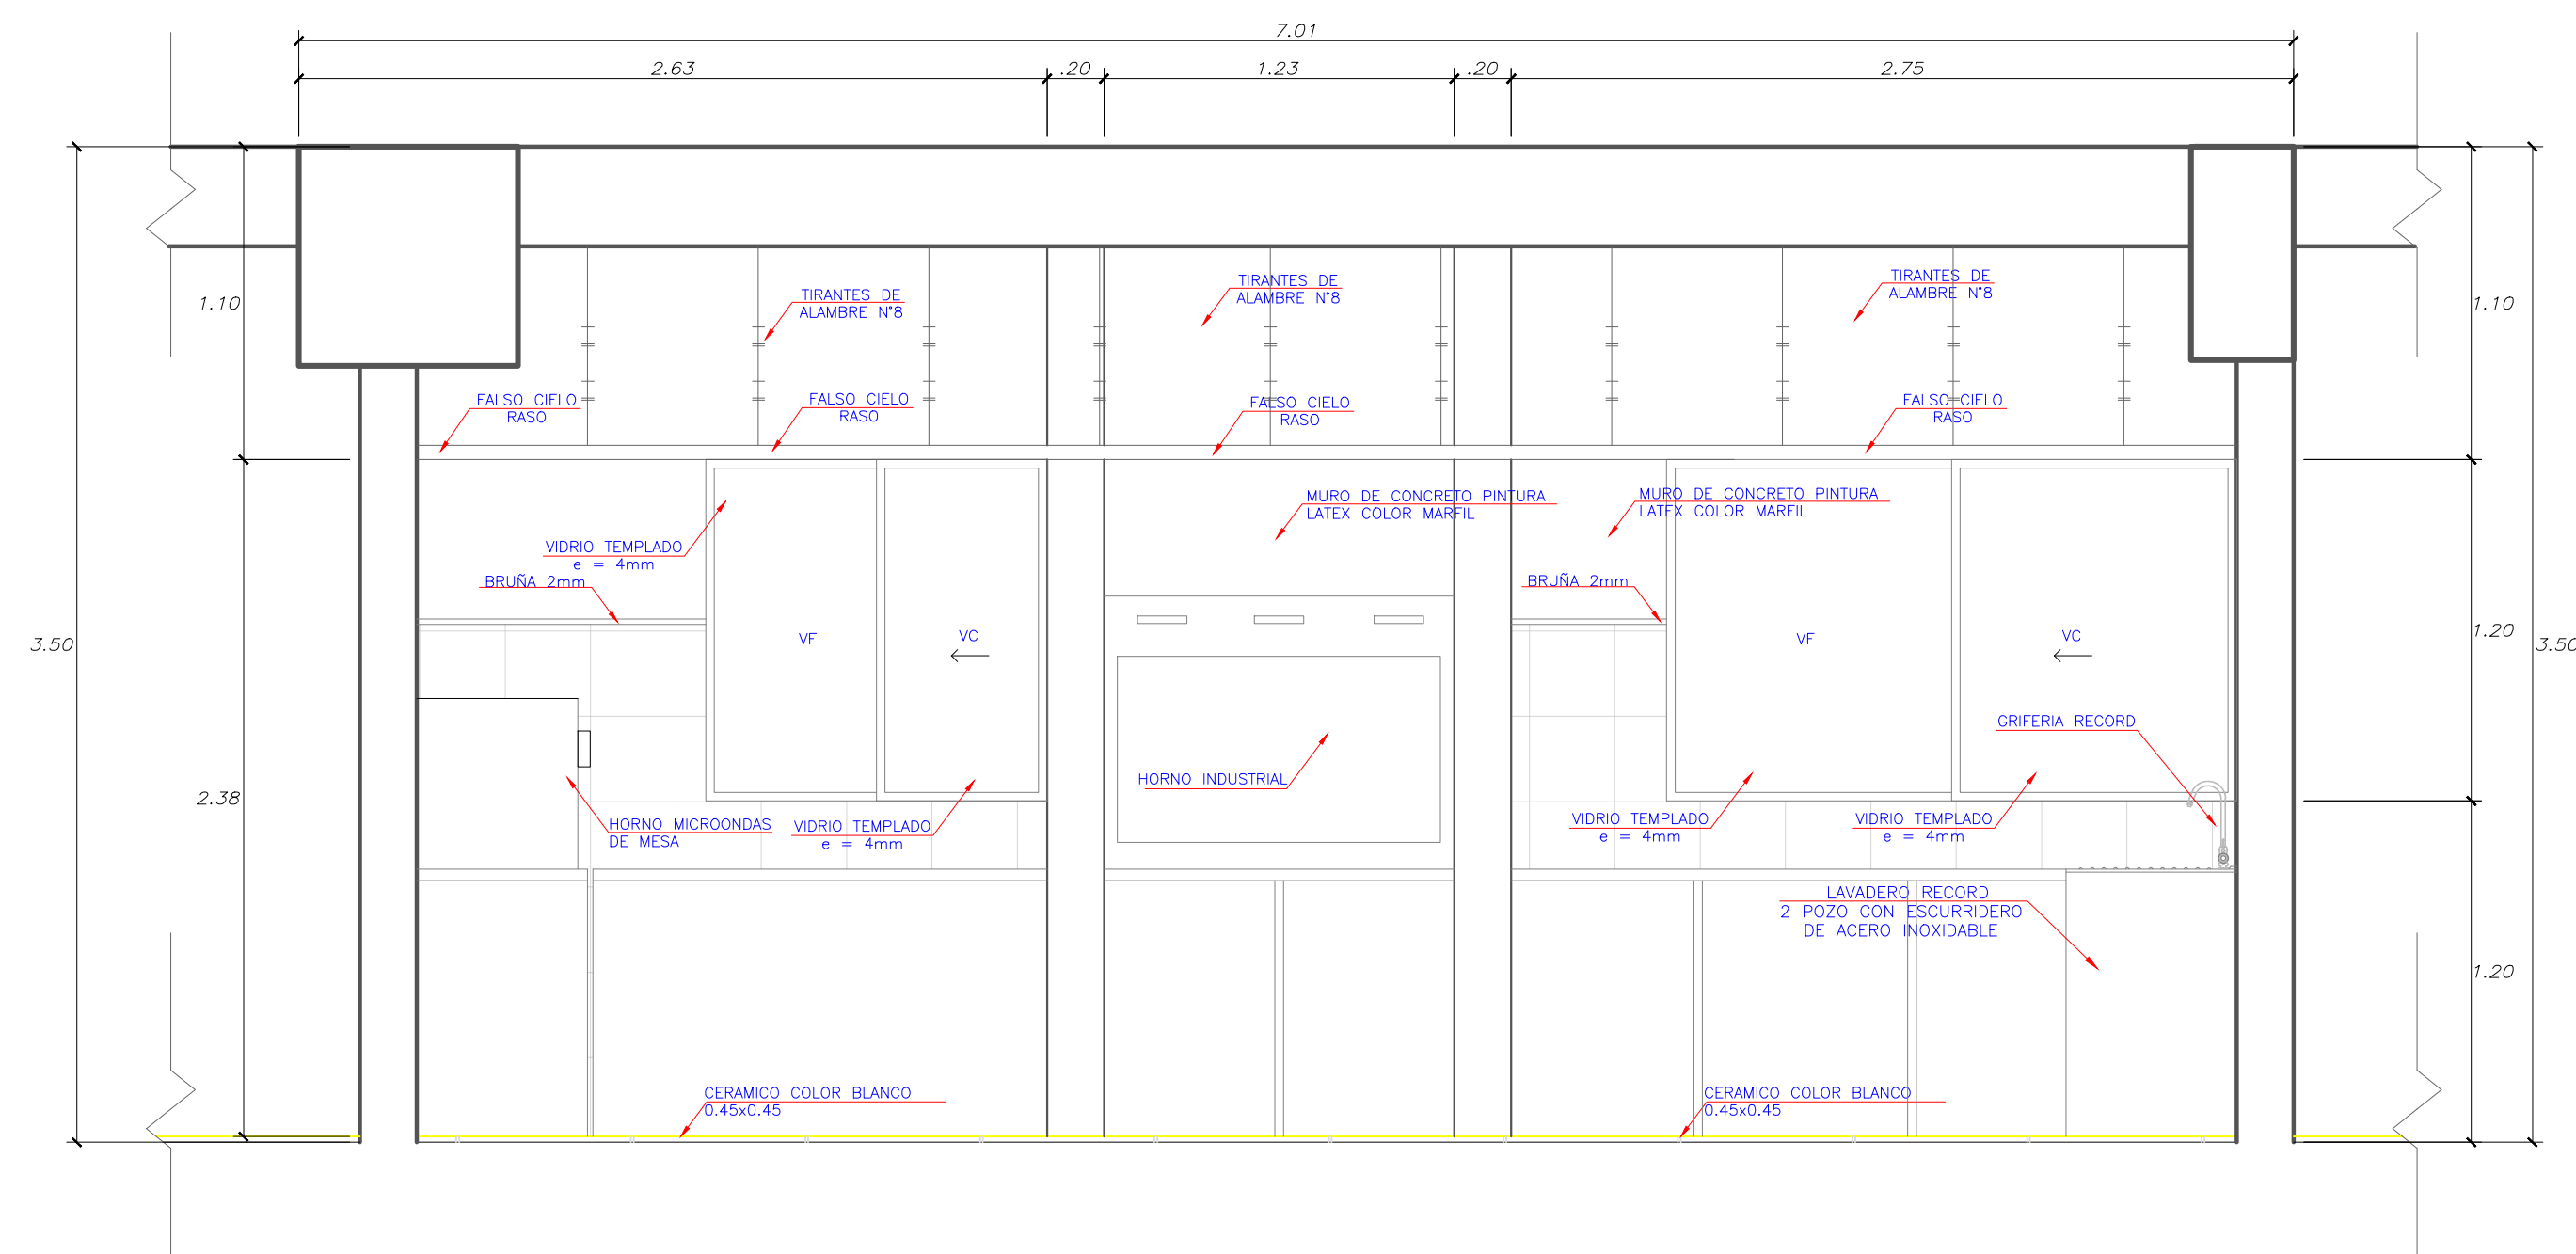 7.01
2.63
.20
1.23
.20
2.75
TIRANTES DE
ALAMBRE N°8
TIRANTES DE
ALAMBRE N°8
TIRANTES DE
ALAMBRE N°8
1.10
1.10
FALSO CIELO
RASO
FALSO CIELO
RASO
FALSO CIELO
RASO
FALSO CIELO
RASO
MURO DE CONCRETO PINTURA
LATEX COLOR MARFIL
MURO DE CONCRETO PINTURA
LATEX COLOR MARFIL
VIDRIO TEMPLADO
e = 4mm
BRUÑA 2mm
BRUÑA 2mm
3.50
VF
VC
VF
VC
1.20
3.50
GRIFERIA RECORD
HORNO INDUSTRIAL
2.38
HORNO MICROONDAS
DE MESA
VIDRIO TEMPLADO
e = 4mm
VIDRIO TEMPLADO
e = 4mm
VIDRIO TEMPLADO
e = 4mm
LAVADERO RECORD
2 POZO CON ESCURRIDERO
DE ACERO INOXIDABLE
1.20
CERAMICO COLOR BLANCO
0.45x0.45
CERAMICO COLOR BLANCO
0.45x0.45